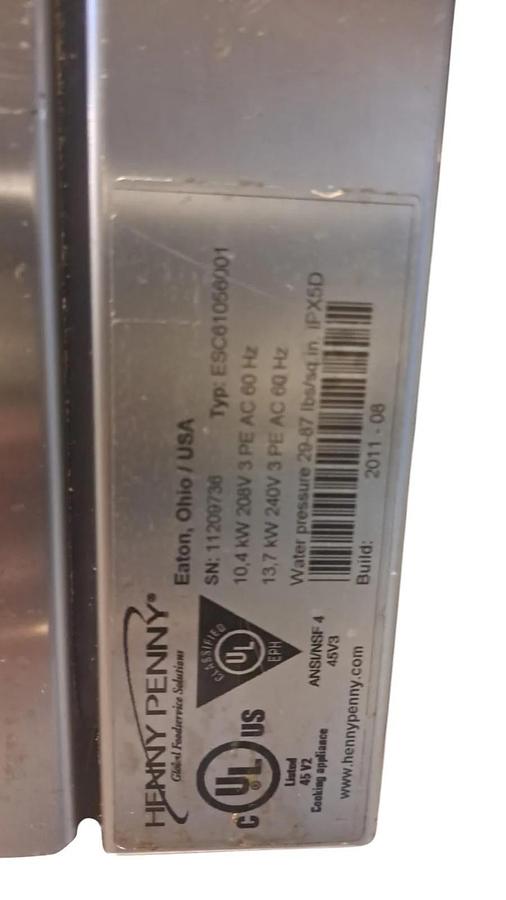 HENNY PENNY®
Global Foodservice Solutions
Eaton, Ohio / USA
SN: 11209736 Typ: ESC61056001
10,4 kW 208V 3 PE AC 60 Hz
13,7 kW 240V 3 PE AC 60 Hz
Water pressure 29-87 lbs/sq.in. IPX5D
Build: 2011 - 08
CLASSIFIED
UL
EPH
ANSI/NSF 4
45V3
C UL® US
Listed
45 V2
Cooking appliance
www.hennypenny.com